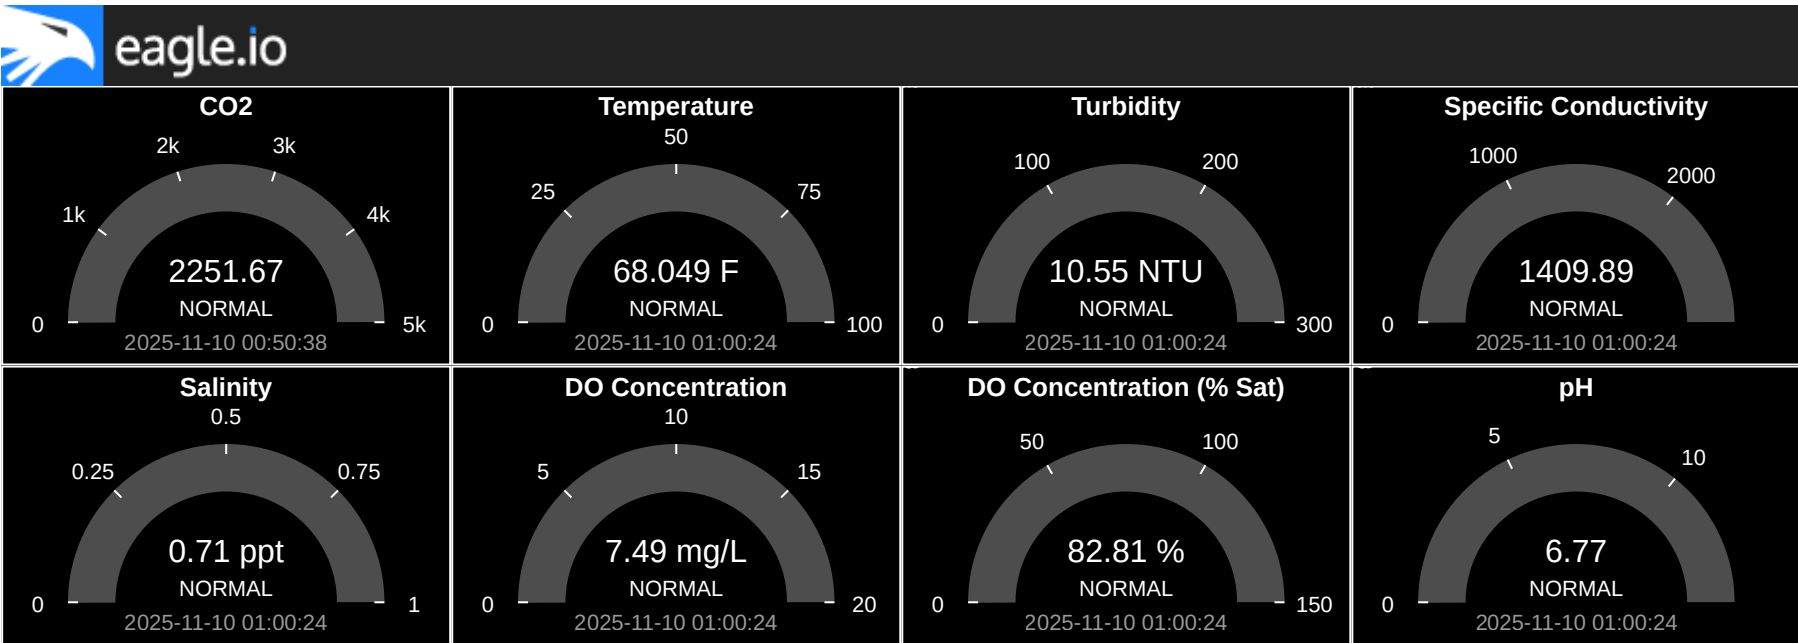 eagle.io
CO2
2k
3k
1k
4k
2251.67
NORMAL
0
5k
2025-11-10 00:50:38
Temperature
50
25
75
68.049 F
NORMAL
0
100
2025-11-10 01:00:24
Turbidity
100
200
10.55 NTU
NORMAL
0
300
2025-11-10 01:00:24
Specific Conductivity
1000
2000
1409.89
NORMAL
0
2025-11-10 01:00:24
Salinity
0.5
0.25
0.75
0.71 ppt
NORMAL
0
1
2025-11-10 01:00:24
DO Concentration
10
5
15
7.49 mg/L
NORMAL
0
20
2025-11-10 01:00:24
DO Concentration (% Sat)
50
100
82.81 %
NORMAL
0
150
2025-11-10 01:00:24
pH
5
10
6.77
NORMAL
0
2025-11-10 01:00:24